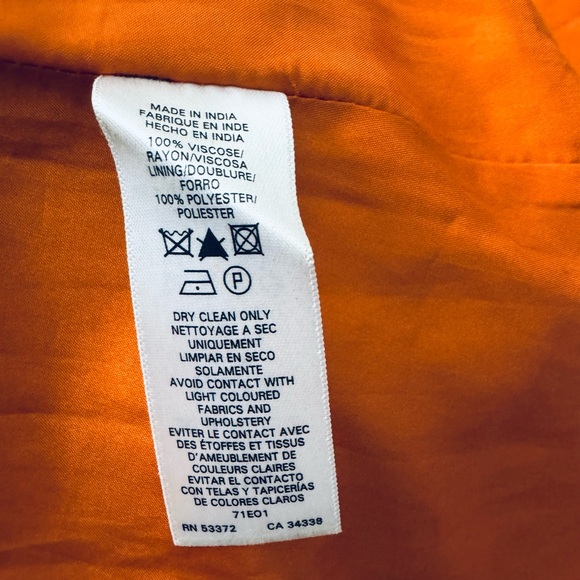 MADE IN INDIA
FABRIQUE EN INDE
HECHO EN INDIA
100% VISCOSE/
RAYON/VISCOSA
LINING/DOUBLURE/
FORRO
100% POLYESTER/
POLIESTER
P
DRY CLEAN ONLY
NETTOYAGE A SEC
UNIQUEMENT
LIMPIAR EN SECO
SOLAMENTE
AVOID CONTACT WITH
LIGHT COLOURED
FABRICS AND
UPHOLSTERY
EVITER LE CONTACT AVEC
DES ÉTOFFES ET TISSUS
D'AMEUBLEMENT DE
COULEURS CLAIRES
EVITAR EL CONTACTO
CON TELAS Y TAPICERÍAS
DE COLORES CLAROS
71E01
RN 53372 CA 34338